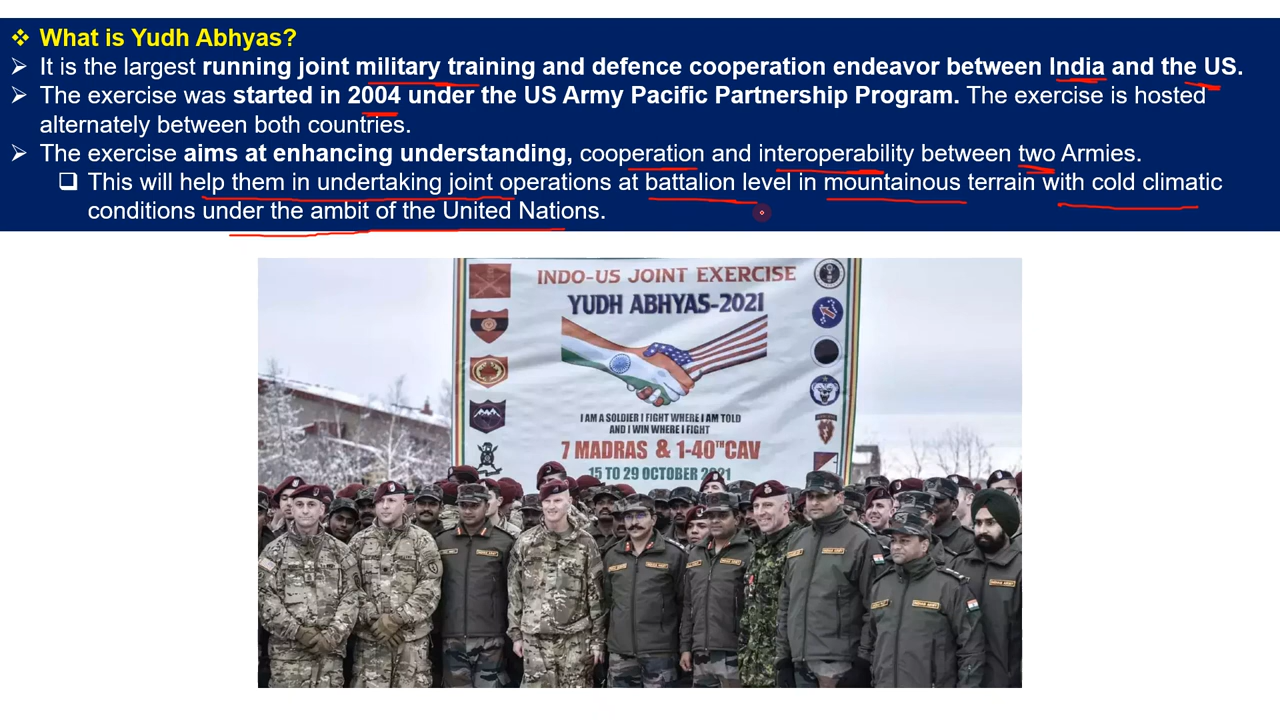 What is Yudh Abhyas?
It is the largest running joint military training and defence cooperation endeavor between India and the US.
The exercise was started in 2004 under the US Army Pacific Partnership Program. The exercise is hosted
alternately between both countries.
The exercise aims at enhancing understanding, cooperation and interoperability between two Armies.
This will help them in undertaking joint operations at battalion level in mountainous terrain with cold climatic
conditions under the ambit of the United Nations.
INDO-US JOINT EXERCISE
YUDH ABHYAS-2021
I AM A SOLDIER I FIGHT WHERE I AM TOLD
AND I WIN WHERE I FIGHT
7 MADRAS & 1-40TH CAV
15 TO 29 OCTOBER 2021